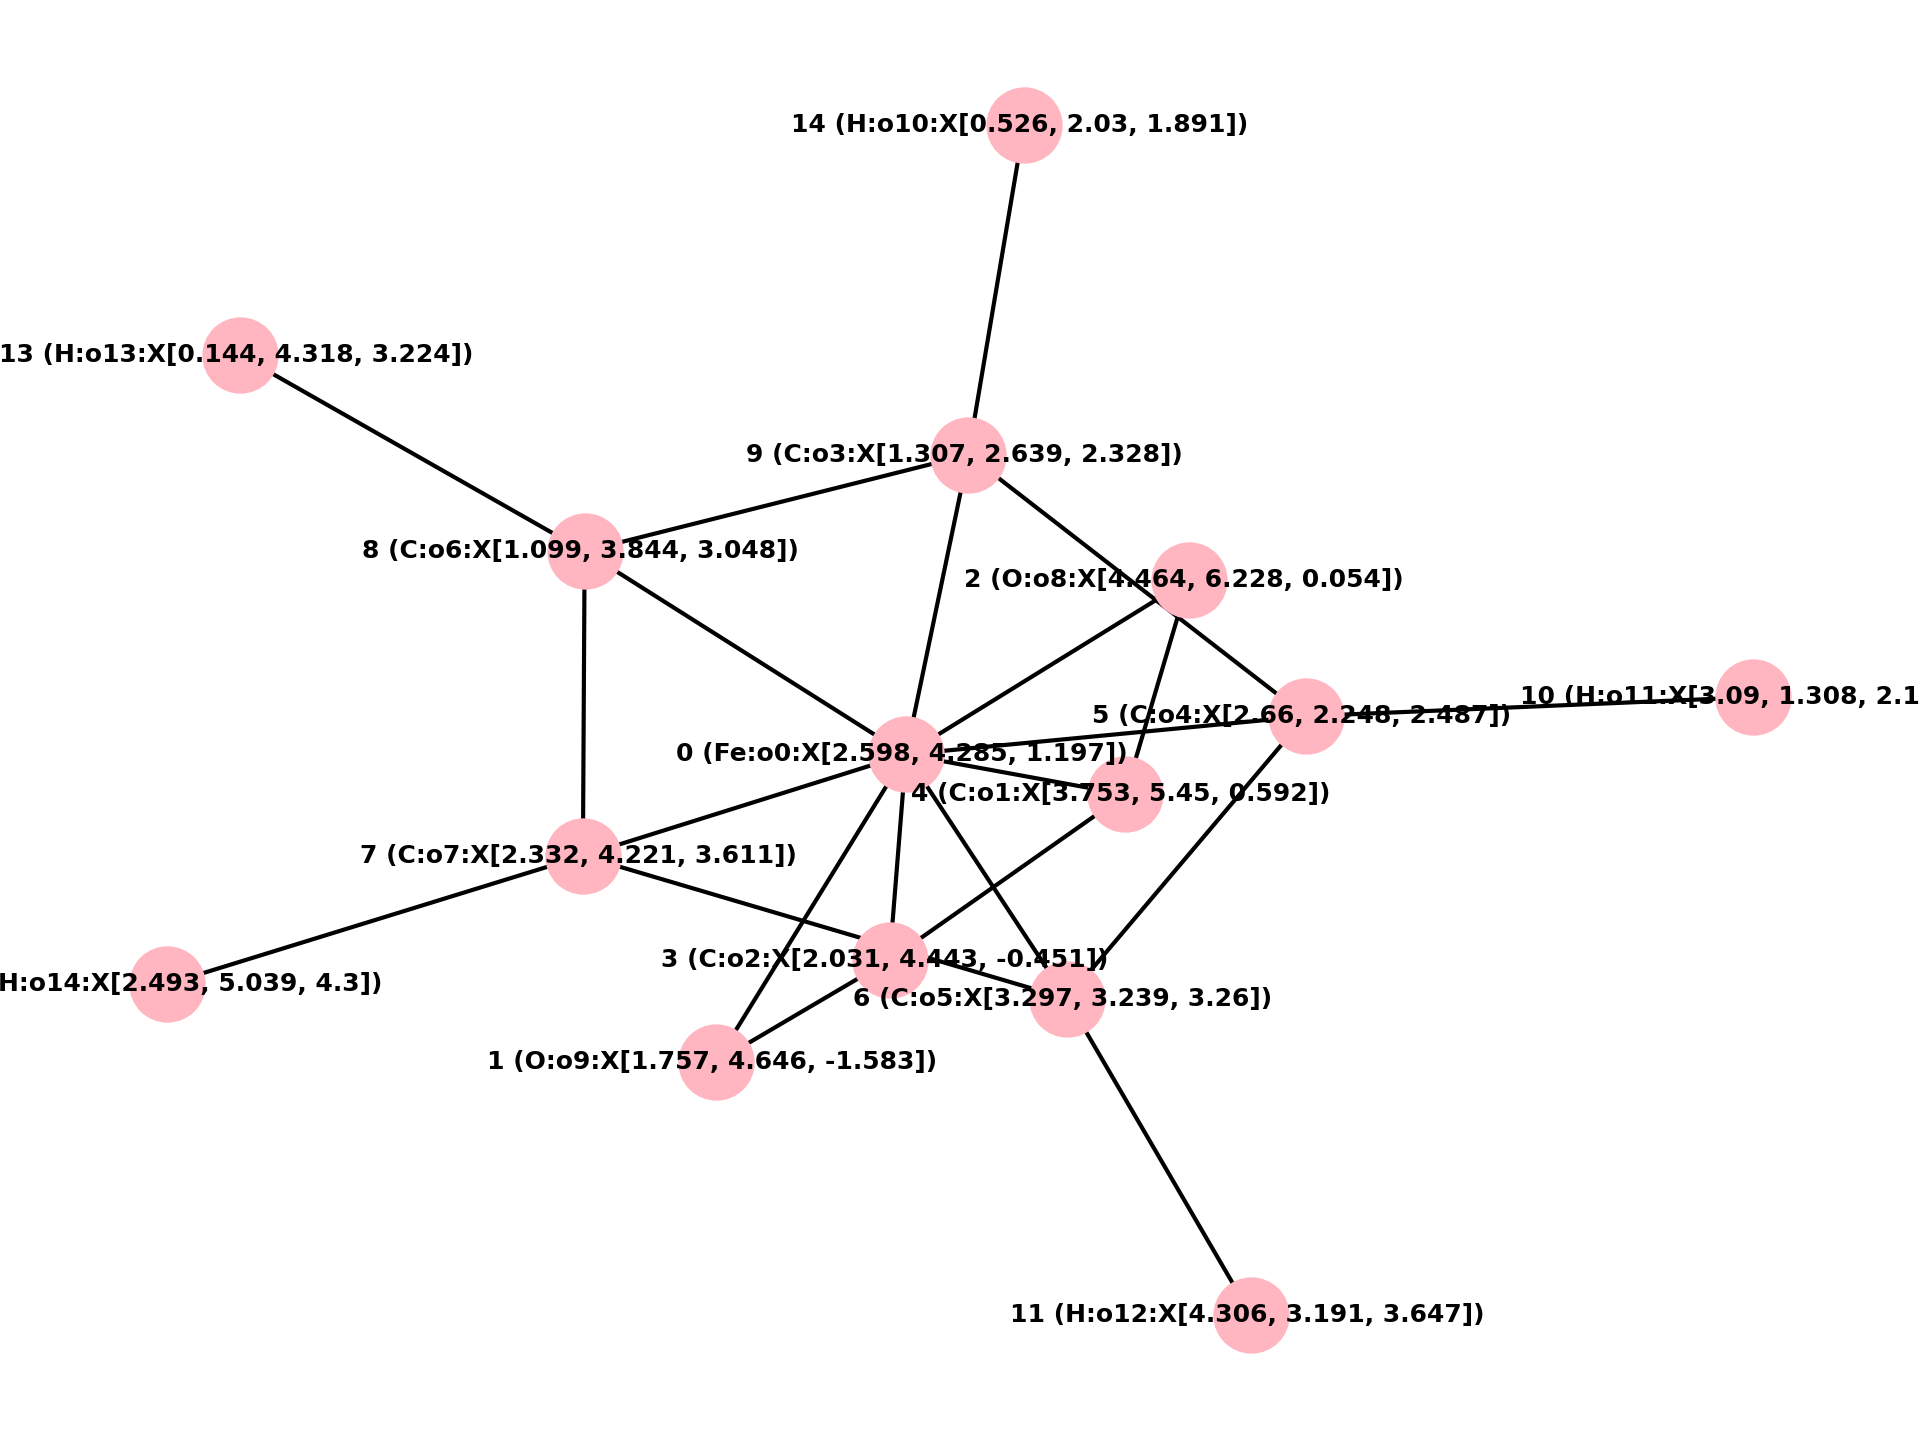 14 (H:o10:X[0.526, 2.03, 1.891])
13 (H:o13:X[0.144, 4.318, 3.224])
9 (C:o3:X[1.307, 2.639, 2.328])
8 (C:o6:X[1.099, 3.844, 3.048])
2 (O:o8:X[4.464, 6.228, 0.054])
10 (H:o11:X[3.09, 1.308, 2.1
5 (C:o4:X[2.66, 2.248, 2.487])
0 (Fe:o0:X[2.598, 4.285, 1.197])
4 (C:o1:X[3.753, 5.45, 0.592])
7 (C:o7:X[2.332, 4.221, 3.611])
3 (C:o2:X[2.031, 4.443, -0.451])
H:o14:X[2.493, 5.039, 4.3])
6 (C:o5:X[3.297, 3.239, 3.26])
1 (O:o9:X[1.757, 4.646, -1.583])
11 (H:o12:X[4.306, 3.191, 3.647])